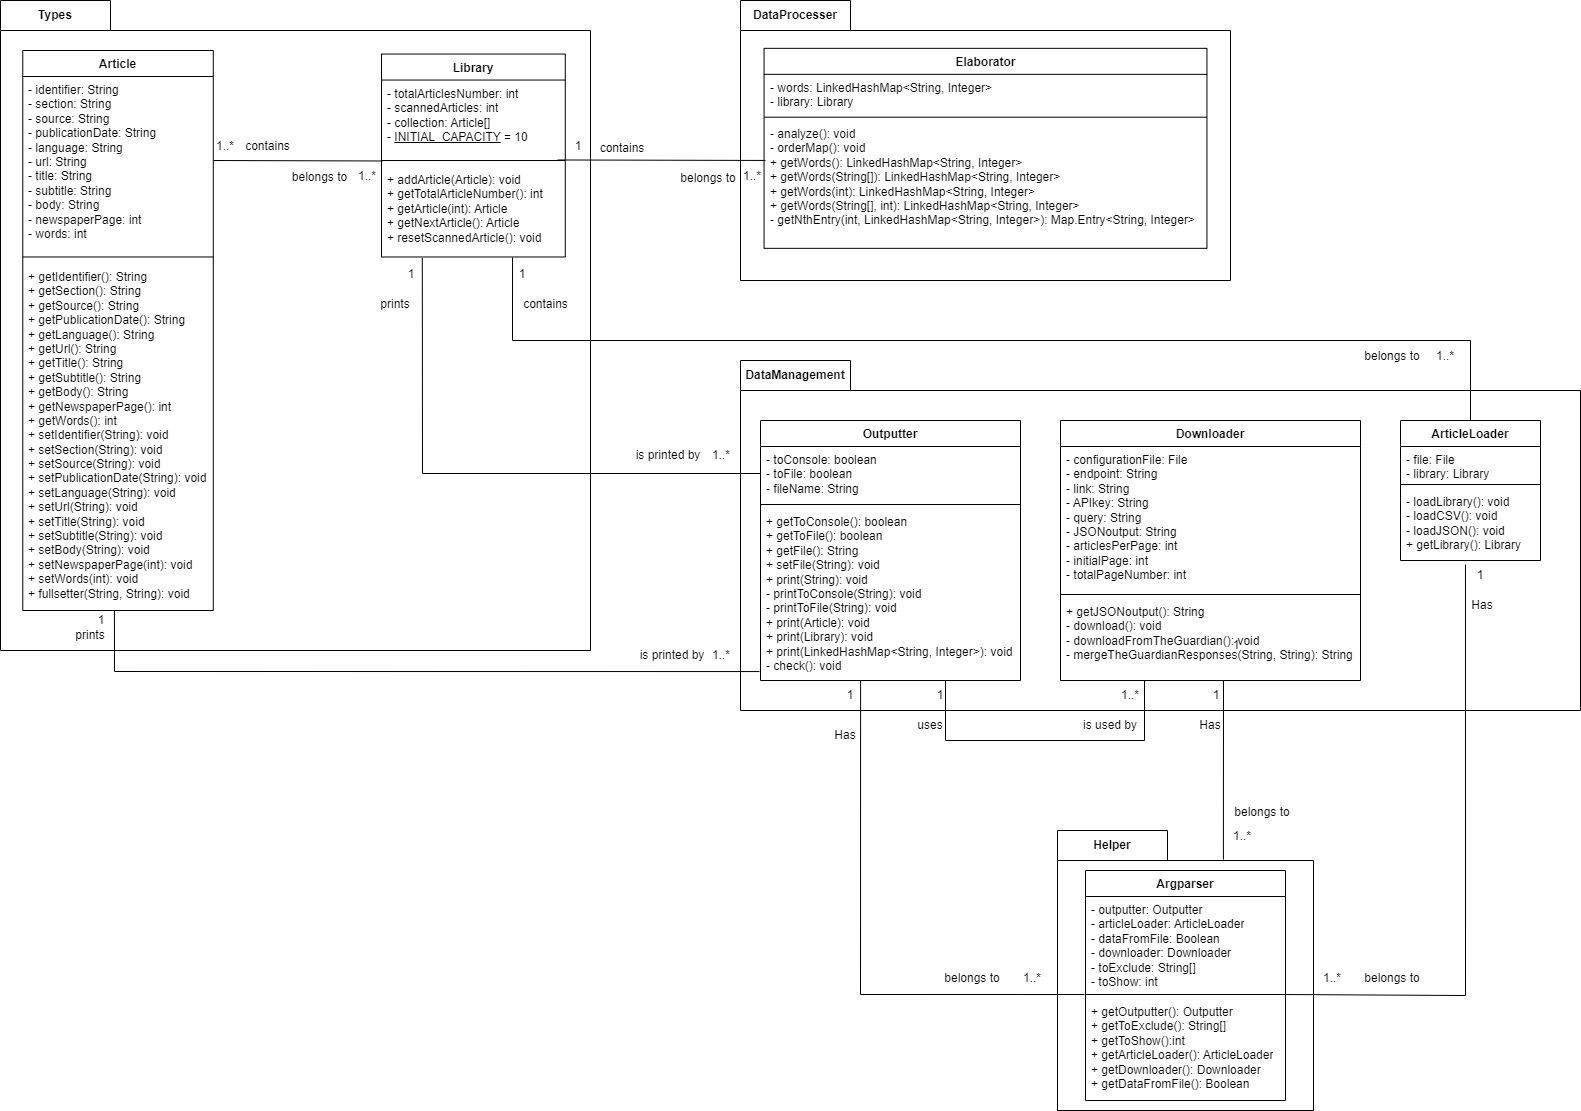 Types
Article
- identifier: String
- section: String
- source: String
- publicationDate: String
- language: String
- url: String
- title: String
- subtitle: String
- body: String
- newspaperPage: int
- words: int
+ getIdentifier(): String
+ getSection(): String
+ getSource(): String
+ getPublicationDate(): String
+ getLanguage(): String
+ getUrl(): String
+ getTitle(): String
+ getSubtitle(): String
+ getBody(): String
+ getNewspaperPage(): int
+ getWords(): int
+ setIdentifier(String): void
+ setSection(String): void
+ setSource(String): void
+ setPublicationDate(String): void
+ setLanguage(String): void
+ setUrl(String): void
+ setTitle(String): void
+ setSubtitle(String): void
+ setBody(String): void
+ setNewspaperPage(int): void
+ setWords(int): void
+ fullsetter(String, String): void
1..* contains
belongs to 1..*
Library
- totalArticlesNumber: int
- scannedArticles: int
- collection: Article[]
- INITIAL_CAPACITY = 10
+ addArticle(Article): void
+ getTotalArticleNumber(): int
+ getArticle(int): Article
+ getNextArticle(): Article
+ resetScannedArticle(): void
1 contains
belongs to 1..*
DataProcesser
Elaborator
- words: LinkedHashMap<String, Integer>
- library: Library
- analyze(): void
- orderMap(): void
+ getWords(): LinkedHashMap<String, Integer>
+ getWords(String[]): LinkedHashMap<String, Integer>
+ getWords(int): LinkedHashMap<String, Integer>
+ getWords(String[], int): LinkedHashMap<String, Integer>
- getNthEntry(int, LinkedHashMap<String, Integer>): Map.Entry<String, Integer>
1
prints
1
contains
belongs to 1..*
is printed by 1..*
1
prints
is printed by 1..*
DataManagement
Outputter
- toConsole: boolean
- toFile: boolean
- fileName: String
+ getToConsole(): boolean
+ getToFile(): boolean
+ getFile(): String
+ setFile(String): void
+ print(String): void
- printToConsole(String): void
- printToFile(String): void
+ print(Article): void
+ print(Library): void
+ print(LinkedHashMap<String, Integer>): void
- check(): void
Downloader
- configurationFile: File
- endpoint: String
- link: String
- APIkey: String
- query: String
- JSONoutput: String
- articlesPerPage: int
- initialPage: int
- totalPageNumber: int
+ getJSONoutput(): String
- download(): void
- downloadFromTheGuardian(): void
1
- mergeTheGuardianResponses(String, String): String
ArticleLoader
- file: File
- library: Library
- loadLibrary(): void
- loadCSV(): void
- loadJSON(): void
+ getLibrary(): Library
1
Has
1
Has
1
uses
1..*
is used by
1
Has
belongs to
1..*
Helper
Argparser
- outputter: Outputter
- articleLoader: ArticleLoader
- dataFromFile: Boolean
- downloader: Downloader
- toExclude: String[]
- toShow: int
+ getOutputter(): Outputter
+ getToExclude(): String[]
+ getToShow():int
+ getArticleLoader(): ArticleLoader
+ getDownloader(): Downloader
+ getDataFromFile(): Boolean
belongs to 1..*
1..* belongs to